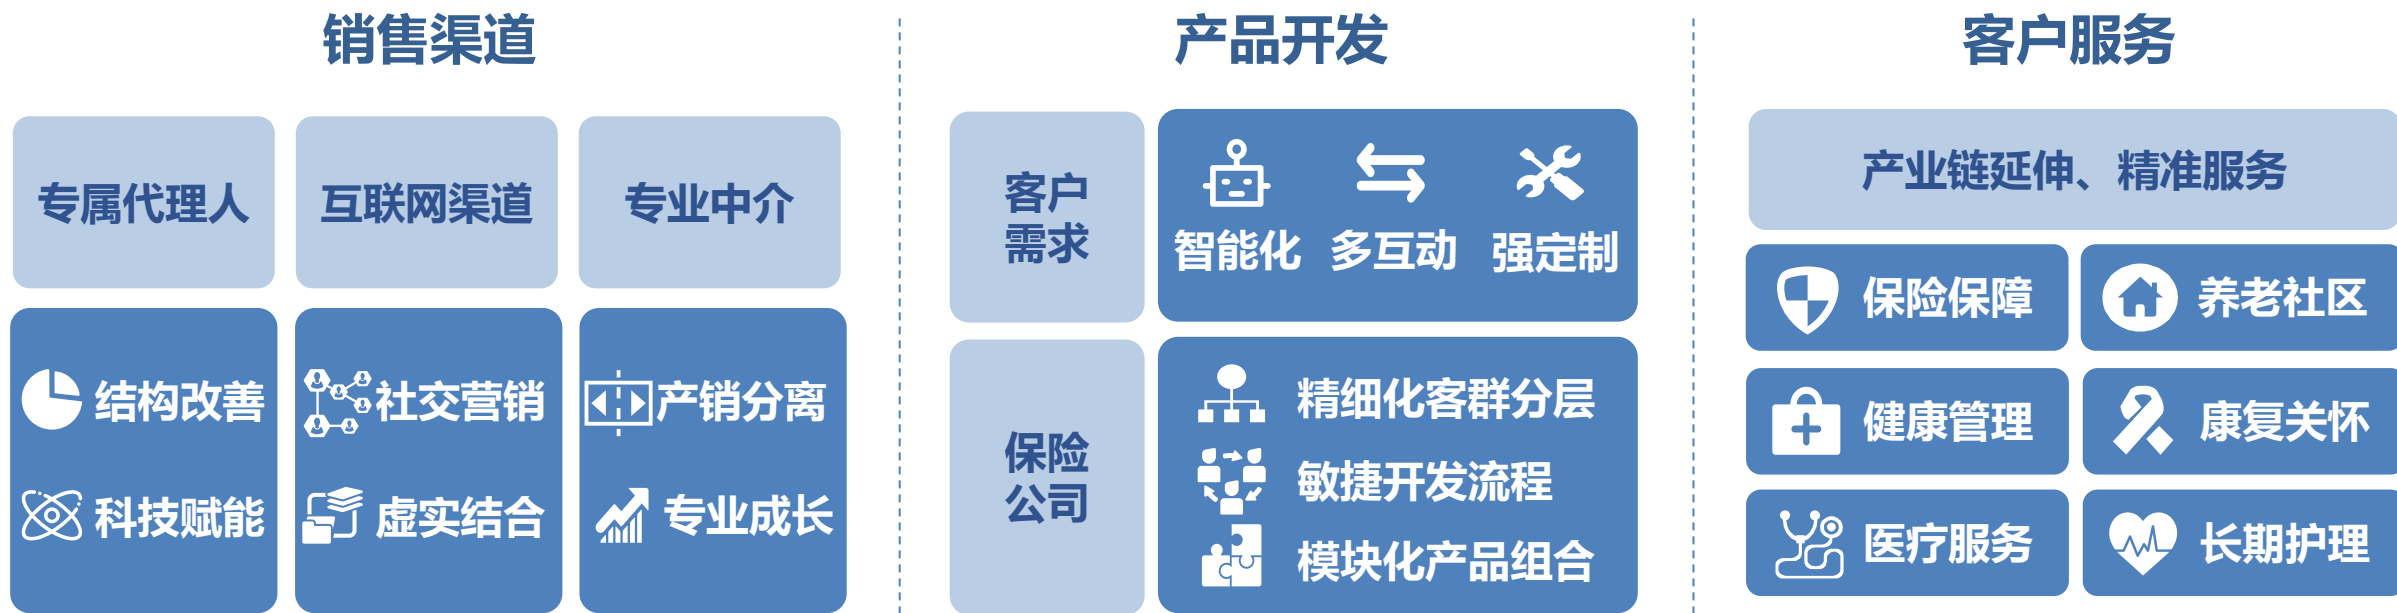 销售渠道
专属代理人
互联网渠道
专业中介
结构改善
社交营销
产销分离
科技赋能
虚实结合
专业成长
产品开发
客户
需求
智能化
多互动
强定制
保险
公司
精细化客群分层
敏捷开发流程
模块化产品组合
客户服务
产业链延伸、精准服务
保险保障
养老社区
健康管理
康复关怀
医疗服务
长期护理